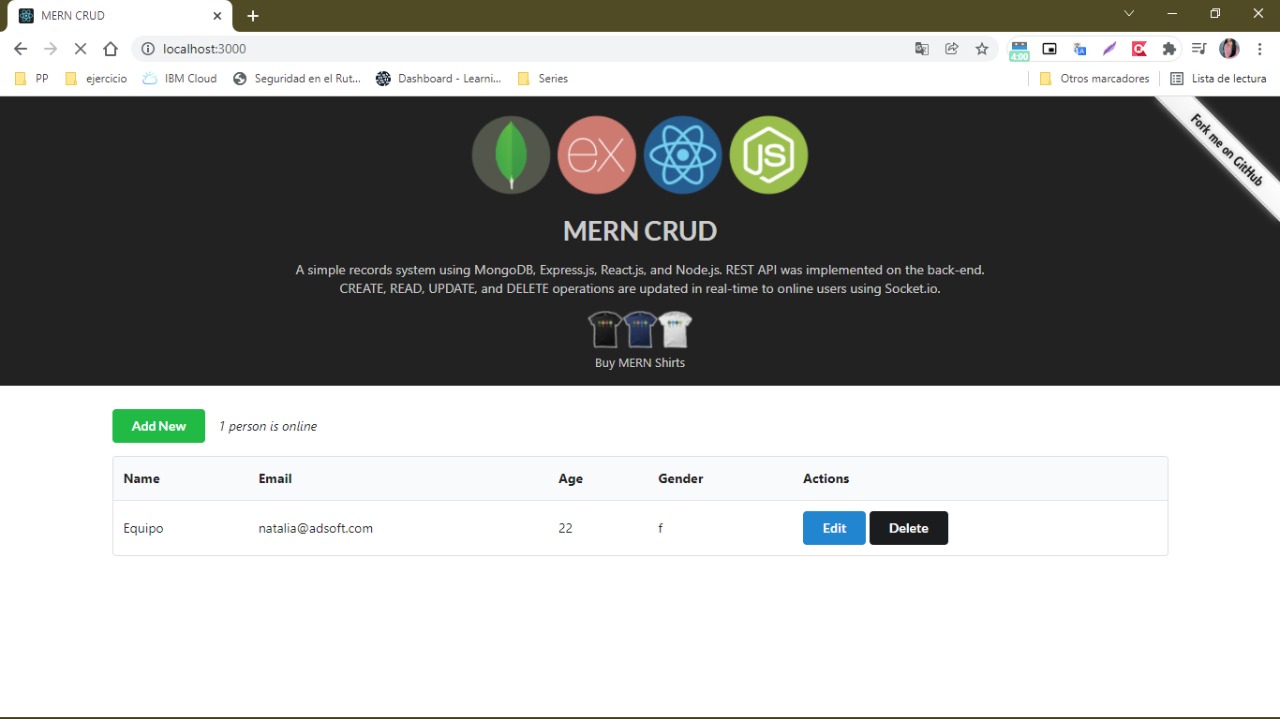 MERN CRUD
localhost:3000
4:00
PP
ejercicio
IBM Cloud
Seguridad en el Rut...
Dashboard - Learni...
Series
Otros marcadores
Lista de lectura
Fork me on GitHub
ex
JS
MERN CRUD
A simple records system using MongoDB, Express.js, React.js, and Node.js. REST API was implemented on the back-end.
CREATE, READ, UPDATE, and DELETE operations are updated in real-time to online users using Socket.io.
Buy MERN Shirts
Add New 1 person is online
Name Email Age Gender Actions
Equipo natalia@adsoft.com 22 f Edit Delete